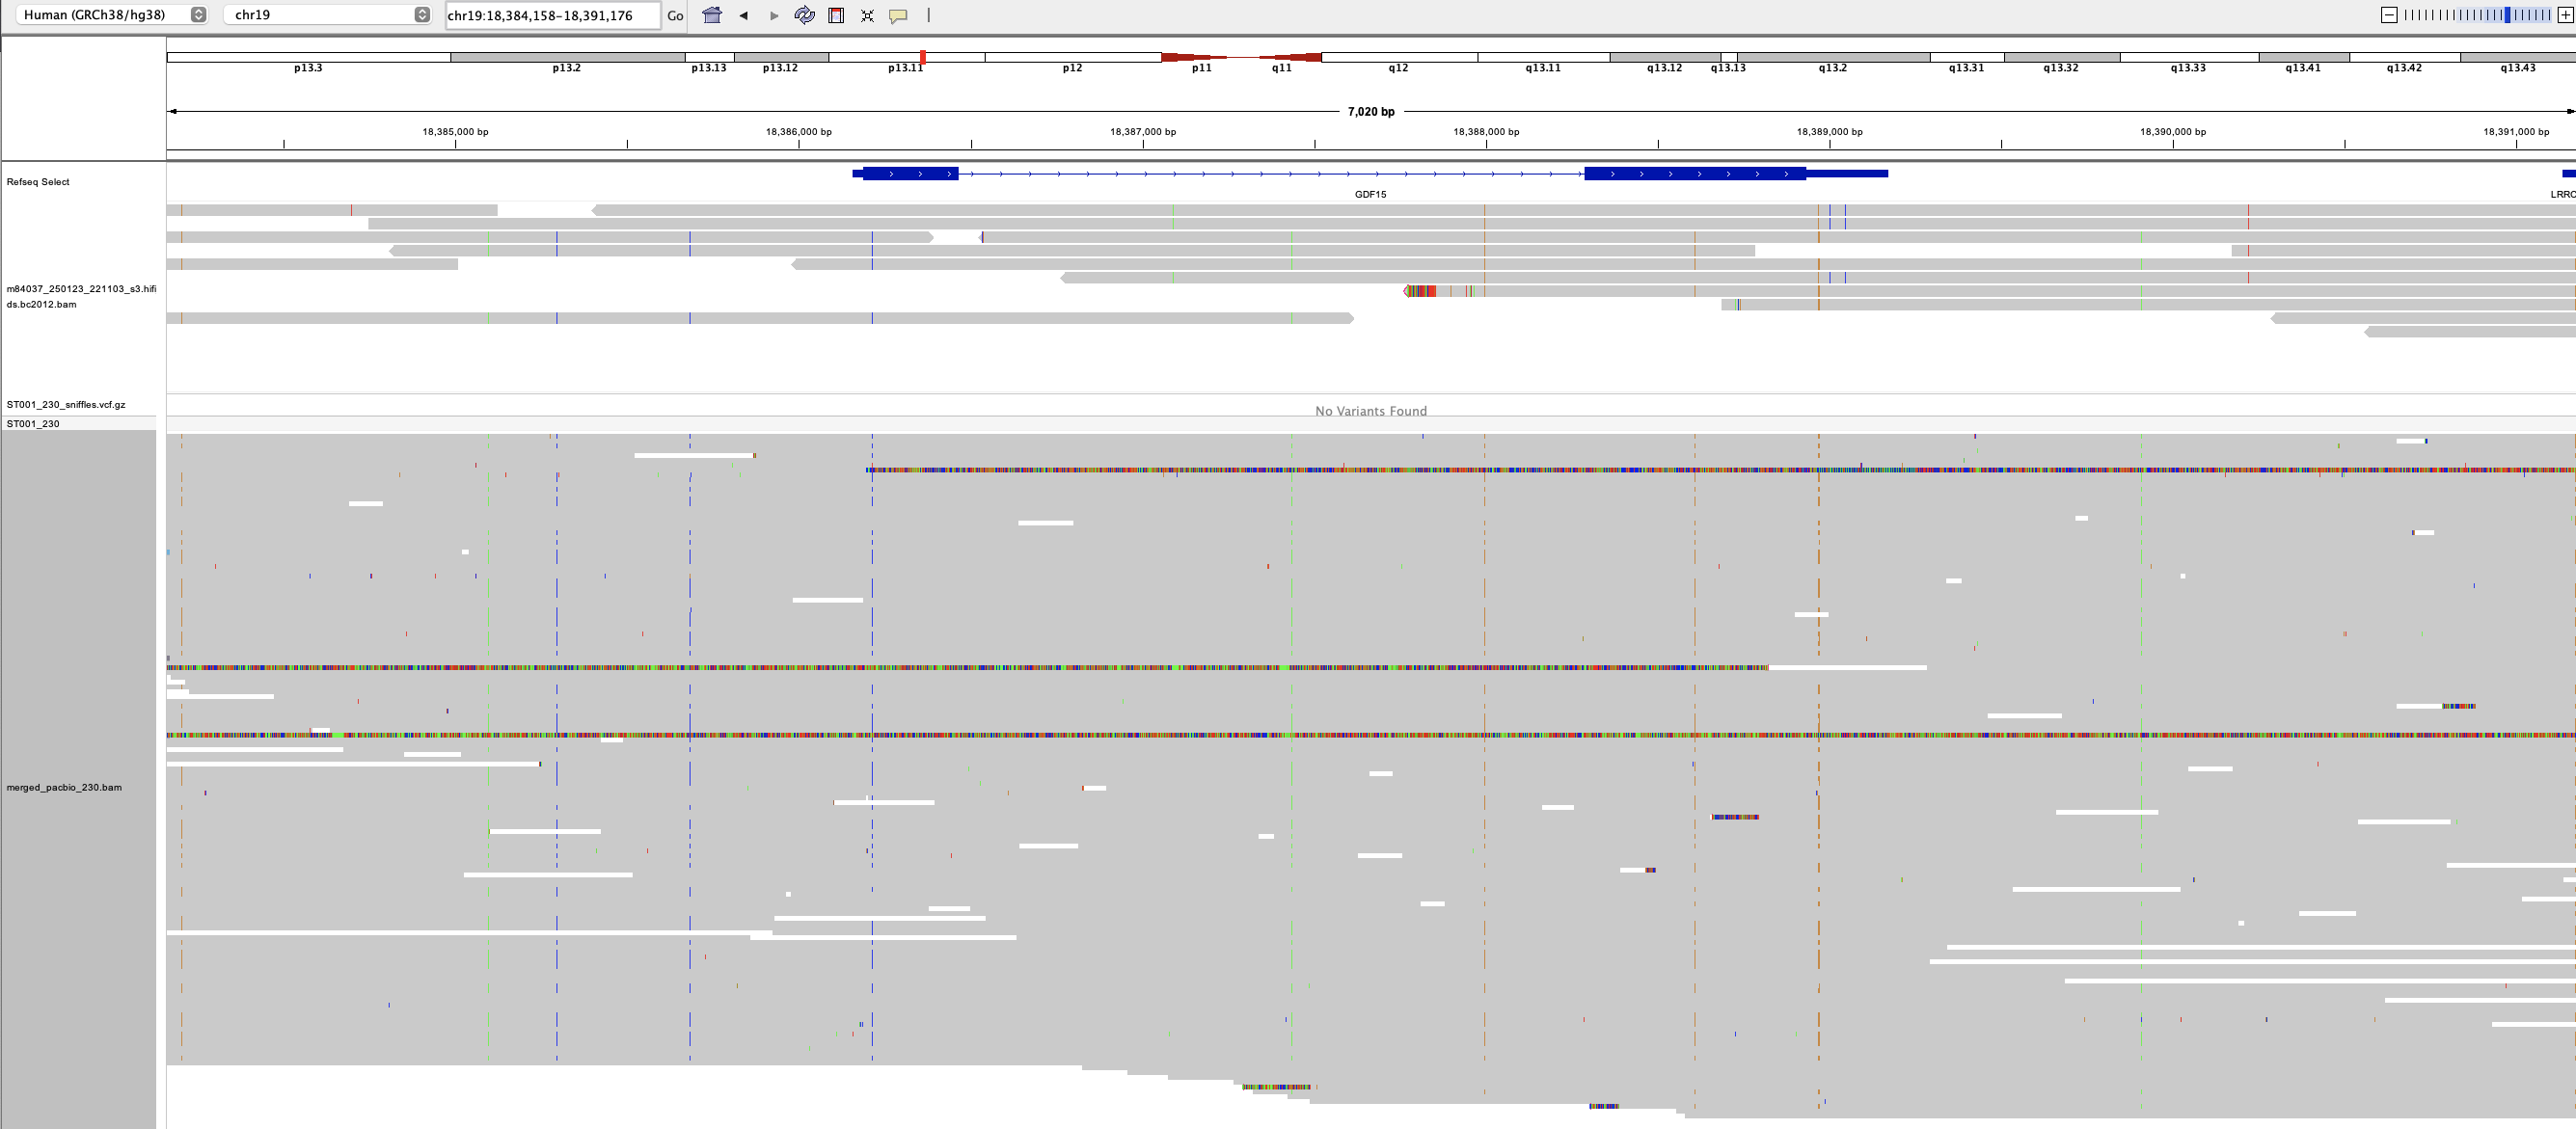 Human (GRCh38/hg38) chr19 chr19:18,384,158-18,391,176 Go
p13.3 p13.2 p13.13 p13.12 p13.11 p12 p11 q11 q12 q13.11 q13.12 q13.13 q13.2 q13.31 q13.32 q13.33 q13.41 q13.42 q13.43
7,020 bp
18,385,000 bp 18,386,000 bp 18,387,000 bp 18,388,000 bp 18,389,000 bp 18,390,000 bp 18,391,000 bp
Refseq Select
GDF15 LRRC
m84037_250123_221103_s3.hifi
ds.bc2012.bam
ST001_230_sniffles.vcf.gz
No Variants Found
ST001_230
merged_pacbio_230.bam